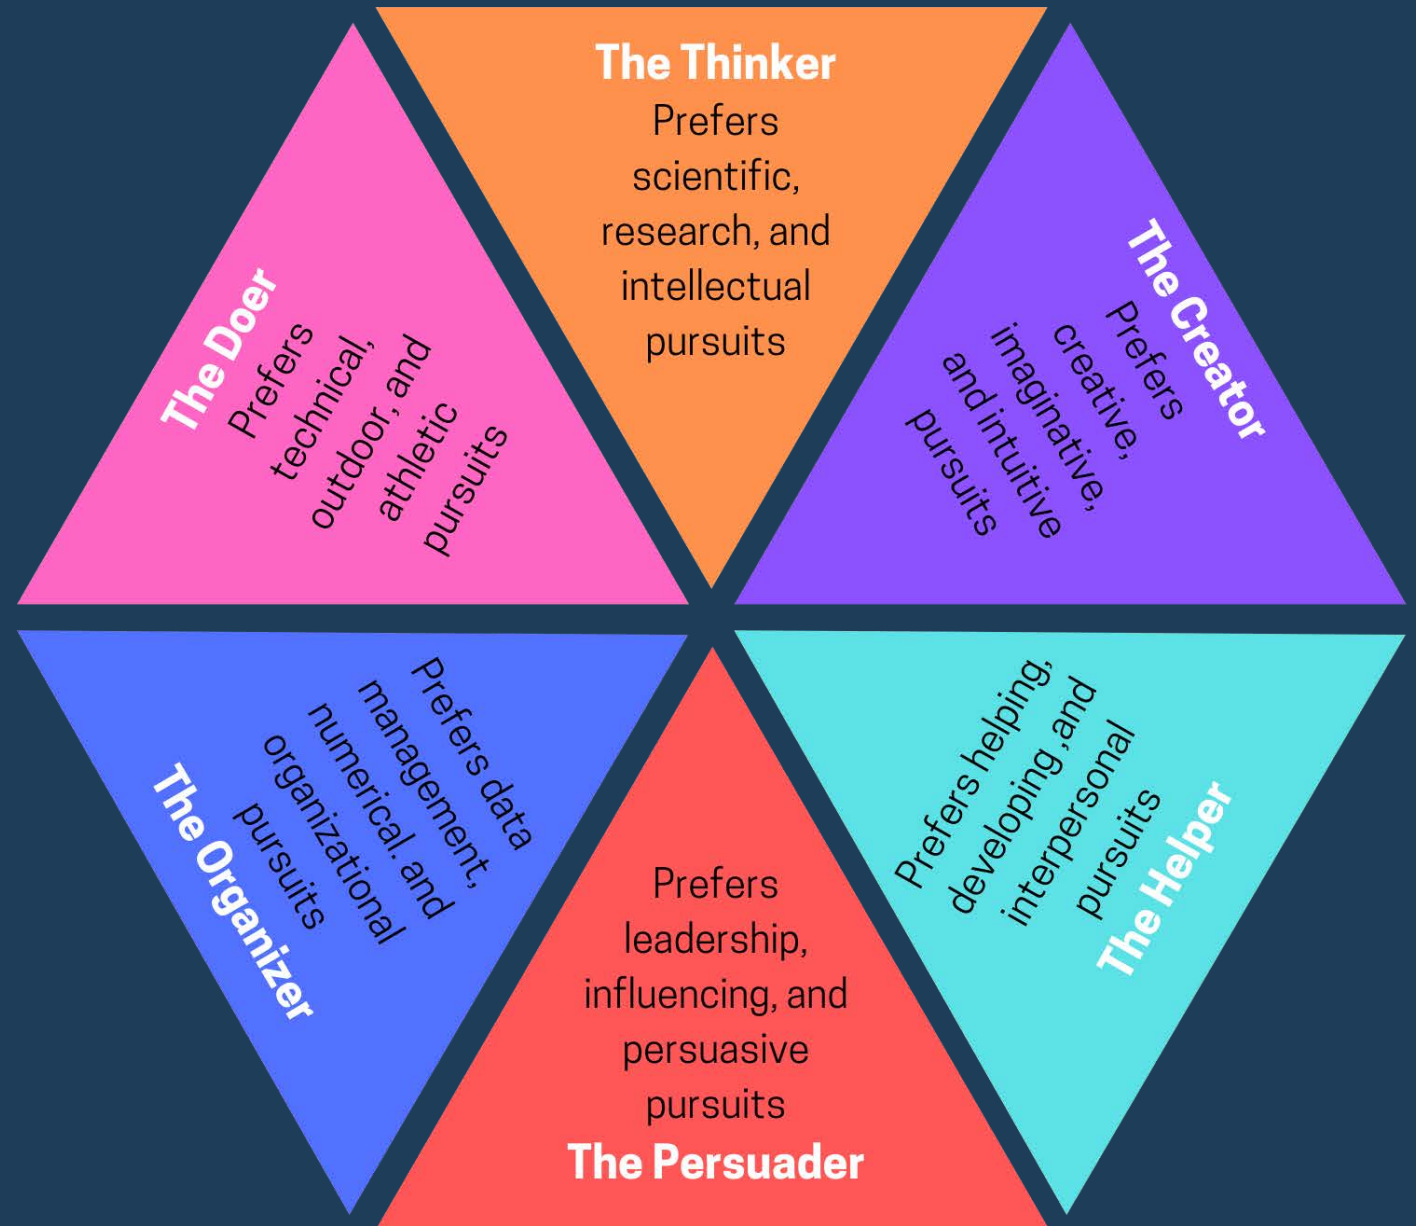 The Thinker
Prefers
scientific,
research, and
intellectual
pursuits
The Creator
Prefers
creative,
imaginative,
and intuitive
pursuits
Prefers helping,
developing ,and
interpersonal
pursuits
The Helper
Prefers
leadership,
influencing, and
persuasive
pursuits
The Persuader
Prefers data
management,
numerical. and
organizational
pursuits
The Organizer
The Doer
Prefers
technical,
outdoor, and
athletic
pursuits